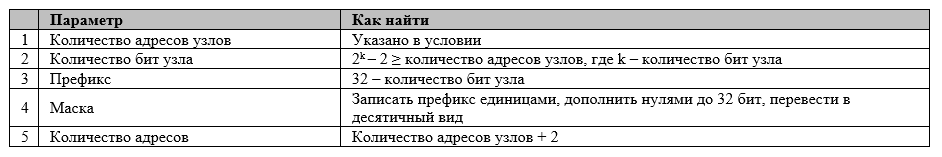 Параметр Как найти
1 Количество адресов узлов Указано в условии
2 Количество бит узла 2ᵏ – 2 ≥ количество адресов узлов, где k – количество бит узла
3 Префикс 32 – количество бит узла
4 Маска Записать префикс единицами, дополнить нулями до 32 бит, перевести в
десятичный вид
5 Количество адресов Количество адресов узлов + 2